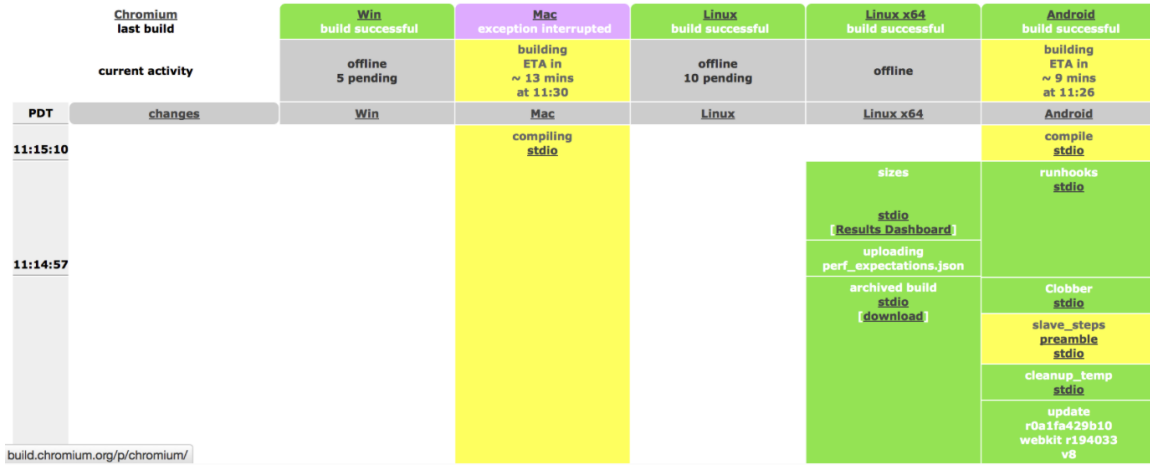 Chromium
last build
Win
build successful
Mac
exception interrupted
Linux
build successful
Linux x64
build successful
Android
build successful
current activity
offline
5 pending
building
ETA in
~ 13 mins
at 11:30
offline
10 pending
offline
building
ETA in
~ 9 mins
at 11:26
PDT
changes
Win
Mac
Linux
Linux x64
Android
11:15:10
compiling
stdio
compile
stdio
sizes
stdio
[Results Dashboard]
runhooks
stdio
11:14:57
uploading
perf_expectations.json
archived build
stdio
[download]
Clobber
stdio
slave_steps
preamble
stdio
cleanup_temp
stdio
update
r0a1fa429b10
webkit r194033
v8
build.chromium.org/p/chromium/